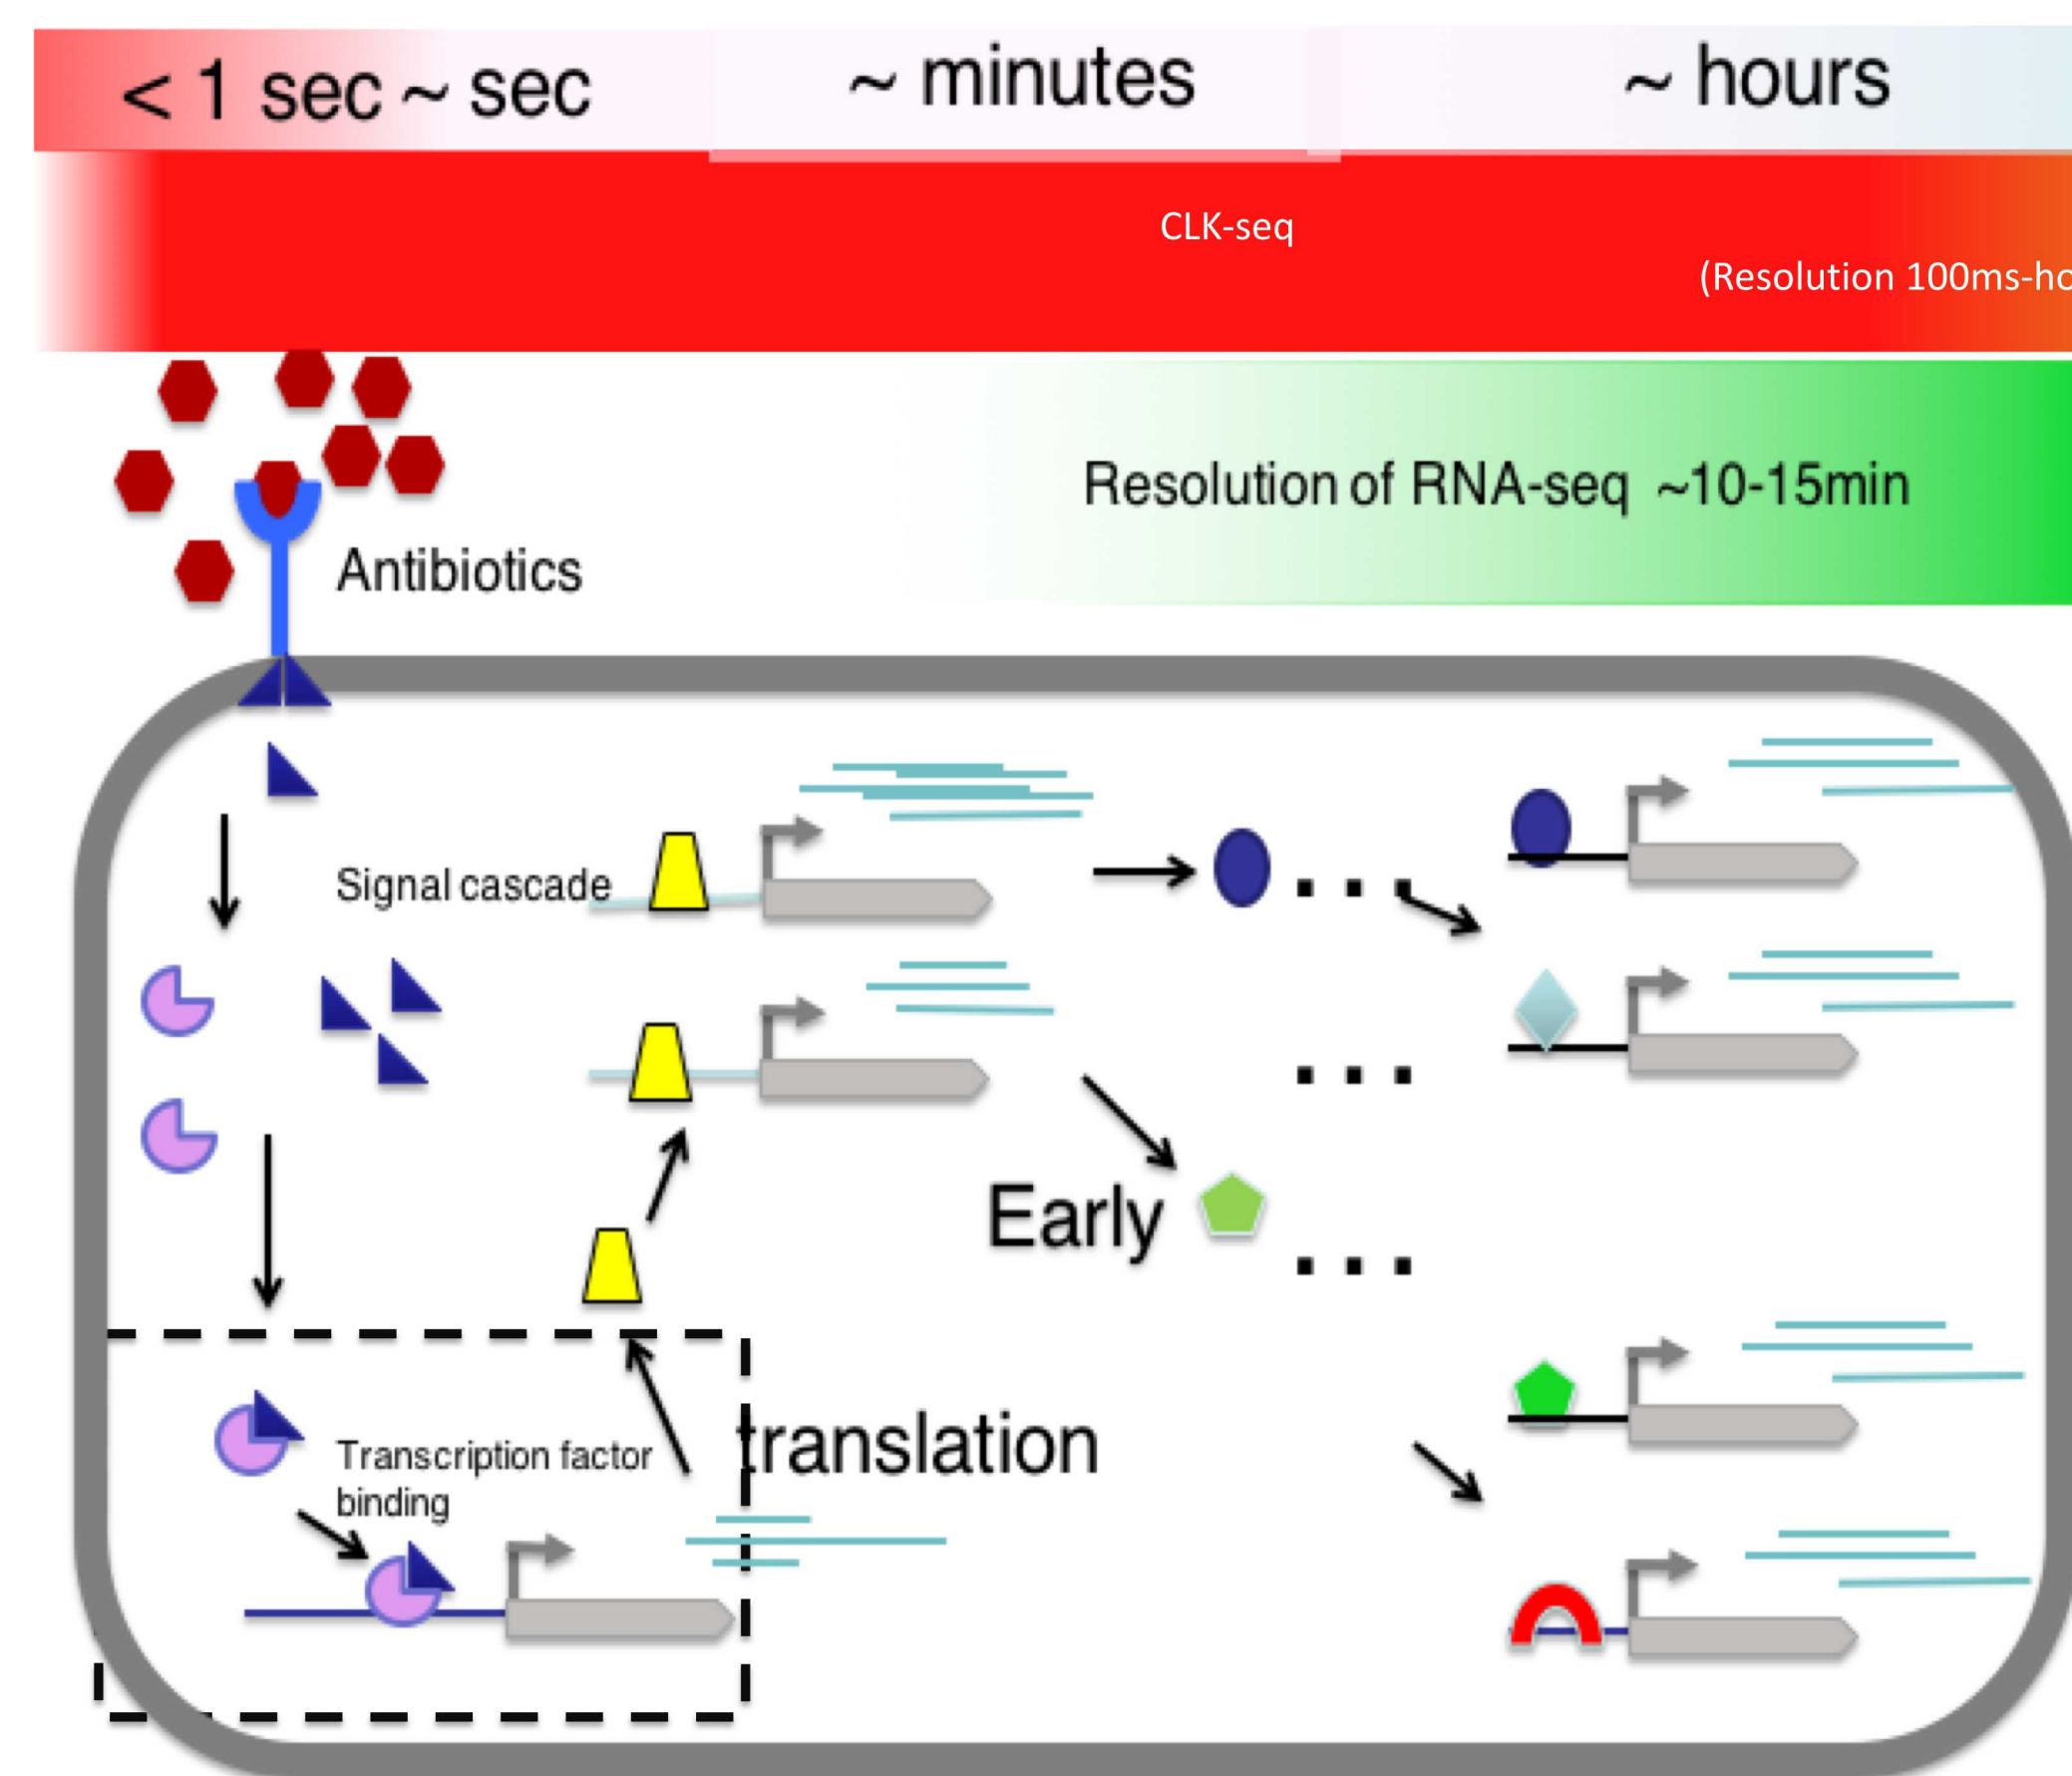 < 1 sec ~ sec
~ minutes
~ hours
CLK-seq
(Resolution 100ms-ho
Resolution of RNA-seq ~10-15min
Antibiotics
Signal cascade
Early
translation
Transcription factor
binding